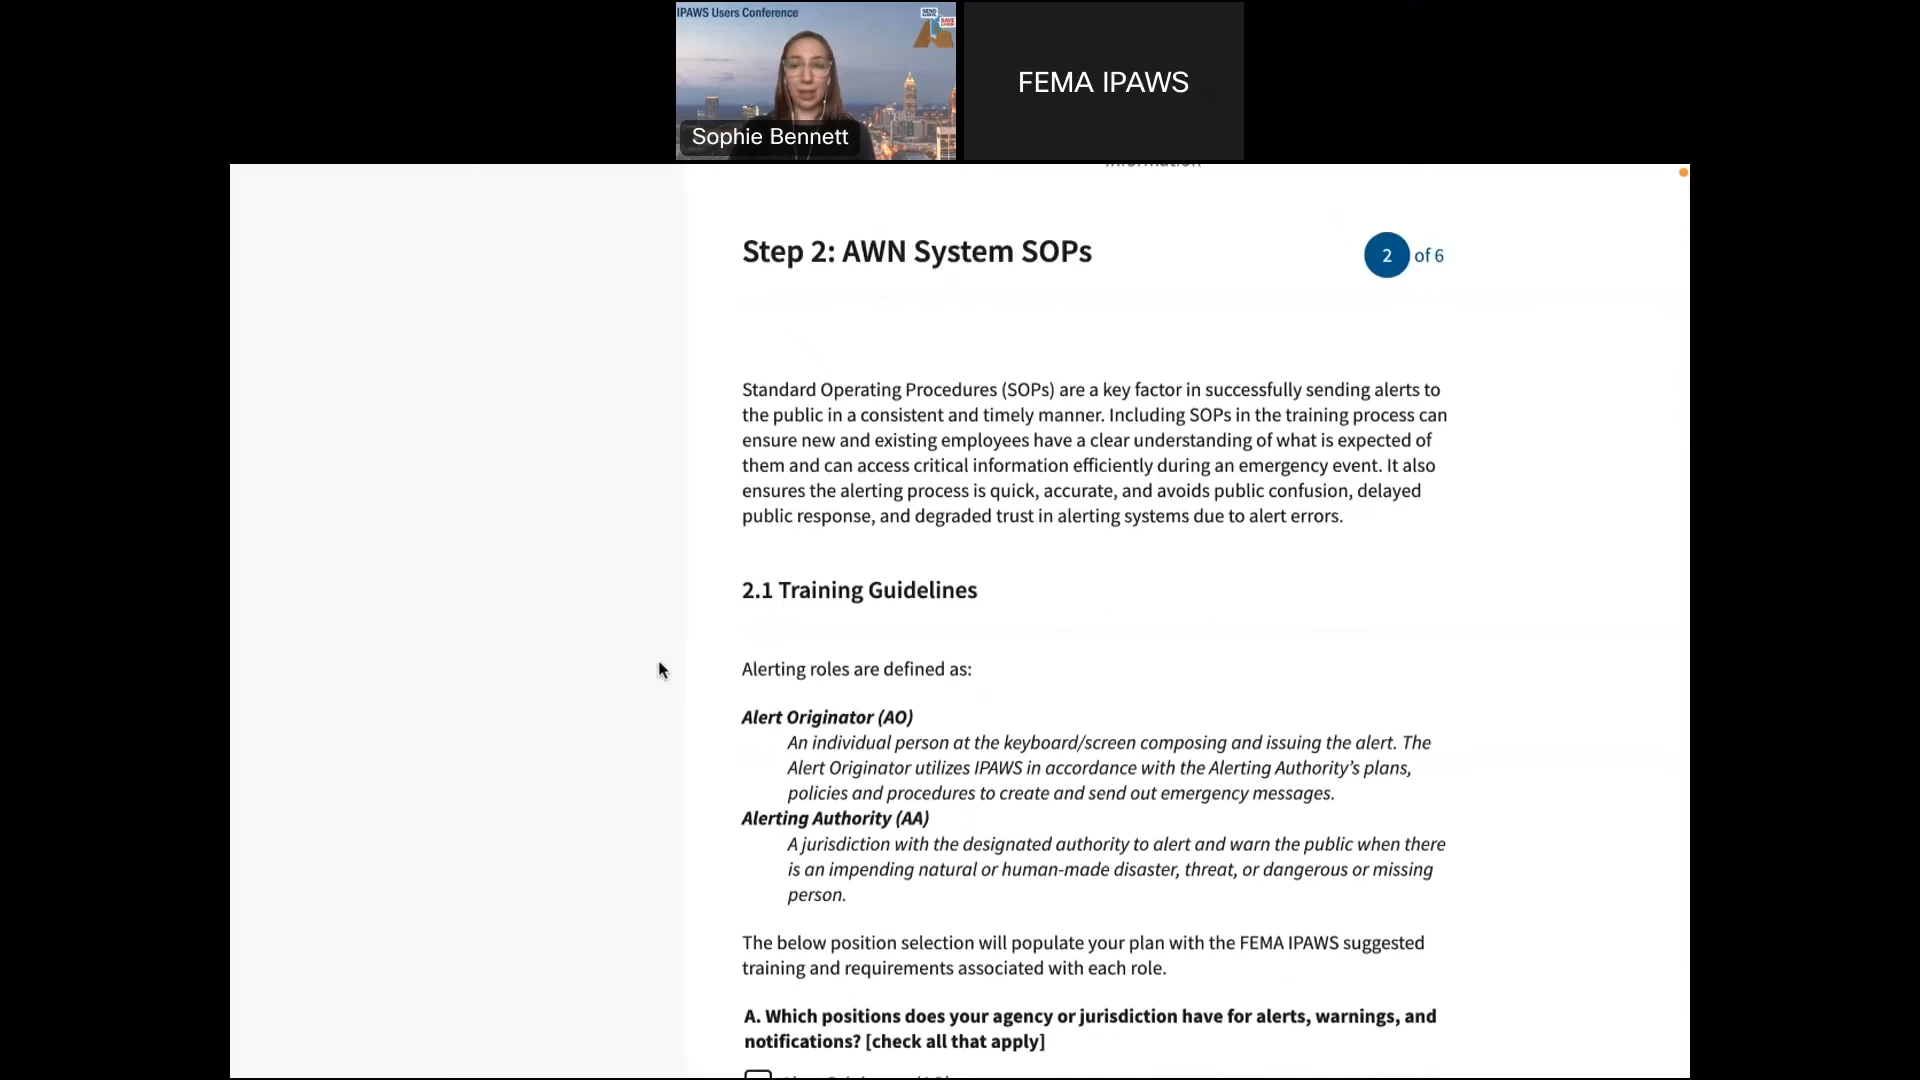 IPAWS Users Conference
Sophie Bennett
FEMA IPAWS
Step 2: AWN System SOPs
2 of 6
Standard Operating Procedures (SOPs) are a key factor in successfully sending alerts to
the public in a consistent and timely manner. Including SOPs in the training process can
ensure new and existing employees have a clear understanding of what is expected of
them and can access critical information efficiently during an emergency event. It also
ensures the alerting process is quick, accurate, and avoids public confusion, delayed
public response, and degraded trust in alerting systems due to alert errors.
2.1 Training Guidelines
Alerting roles are defined as:
Alert Originator (AO)
An individual person at the keyboard/screen composing and issuing the alert. The
Alert Originator utilizes IPAWS in accordance with the Alerting Authority's plans,
policies and procedures to create and send out emergency messages.
Alerting Authority (AA)
A jurisdiction with the designated authority to alert and warn the public when there
is an impending natural or human-made disaster, threat, or dangerous or missing
person.
The below position selection will populate your plan with the FEMA IPAWS suggested
training and requirements associated with each role.
A. Which positions does your agency or jurisdiction have for alerts, warnings, and
notifications? [check all that apply]